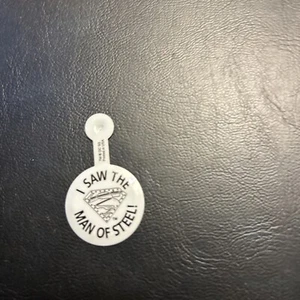 I SAW THE
MAN OF STEEL!